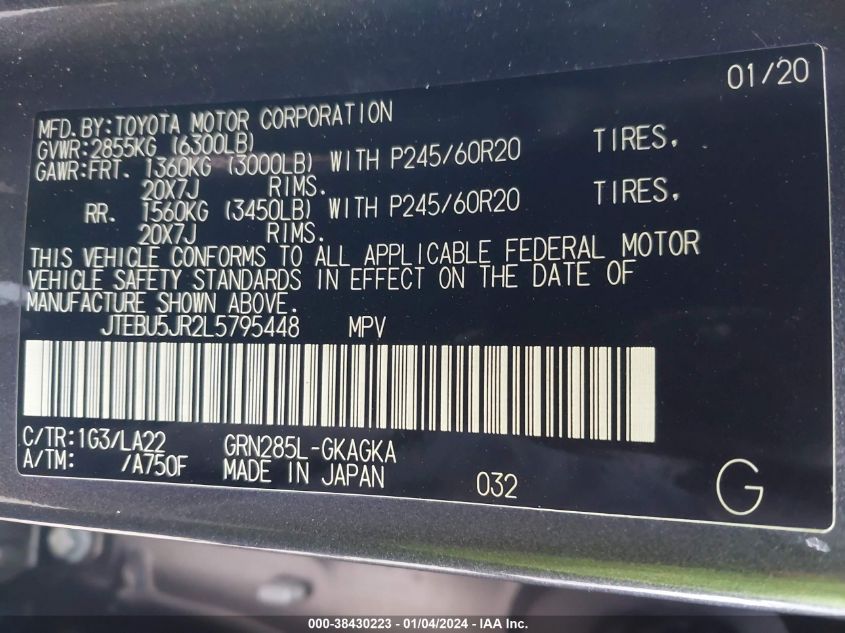 01/20
MFD. BY:TOYOTA MOTOR CORPORATION
GVWR:2855KG (6300LB)
GAWR:FRT. 1360KG (3000LB) WITH P245/60R20 TIRES.
20X7J RIMS.
RR. 1560KG (3450LB) WITH P245/60R20 TIRES.
20X7J RIMS.
THIS VEHICLE CONFORMS TO ALL APPLICABLE FEDERAL MOTOR
VEHICLE SAFETY STANDARDS IN EFFECT ON THE DATE OF
MANUFACTURE SHOWN ABOVE.
JTEBU5JR2L5795448 MPV
C/TR:1G3/LA22 GRN285L-GKAGKA
A/TM: /A750F MADE IN JAPAN 032 G
000-38430223 - 01/04/2024 - IAA Inc.